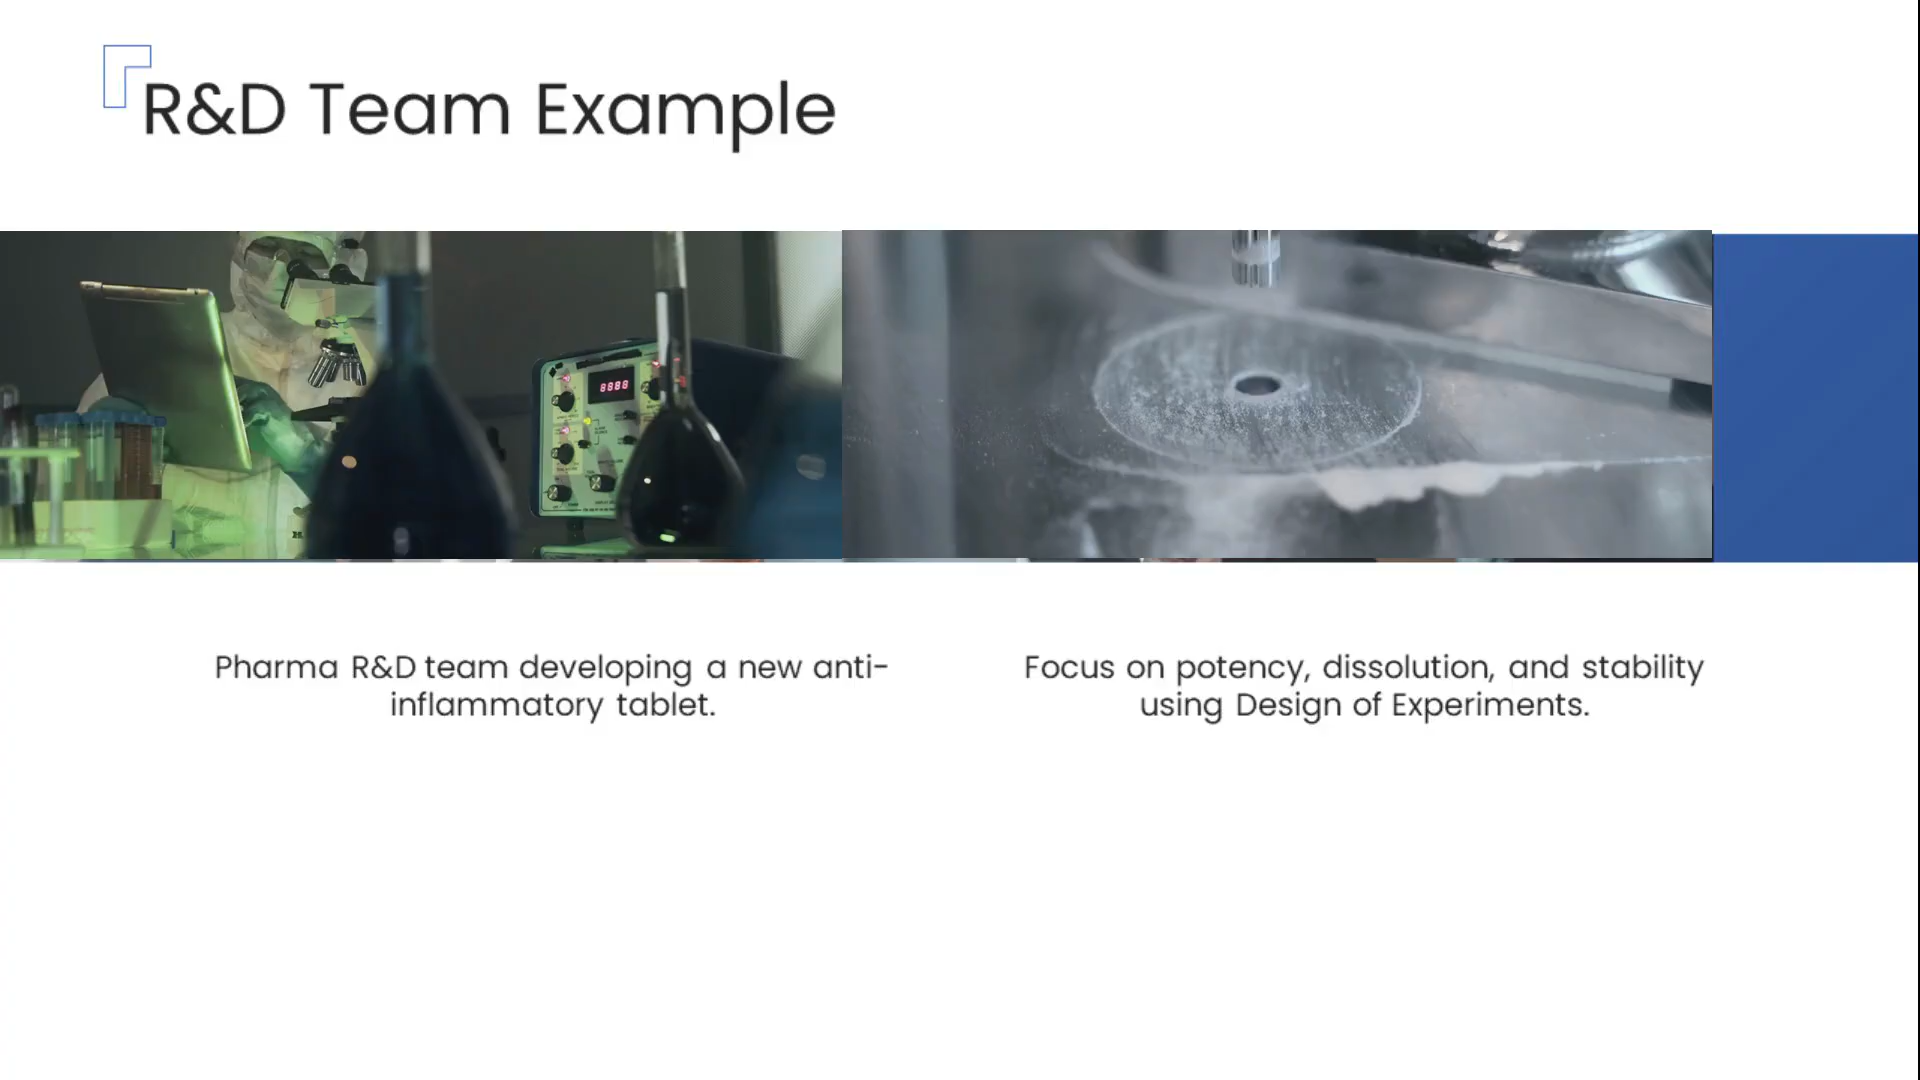 R&D Team Example
Pharma R&D team developing a new anti-
inflammatory tablet.
Focus on potency, dissolution, and stability
using Design of Experiments.